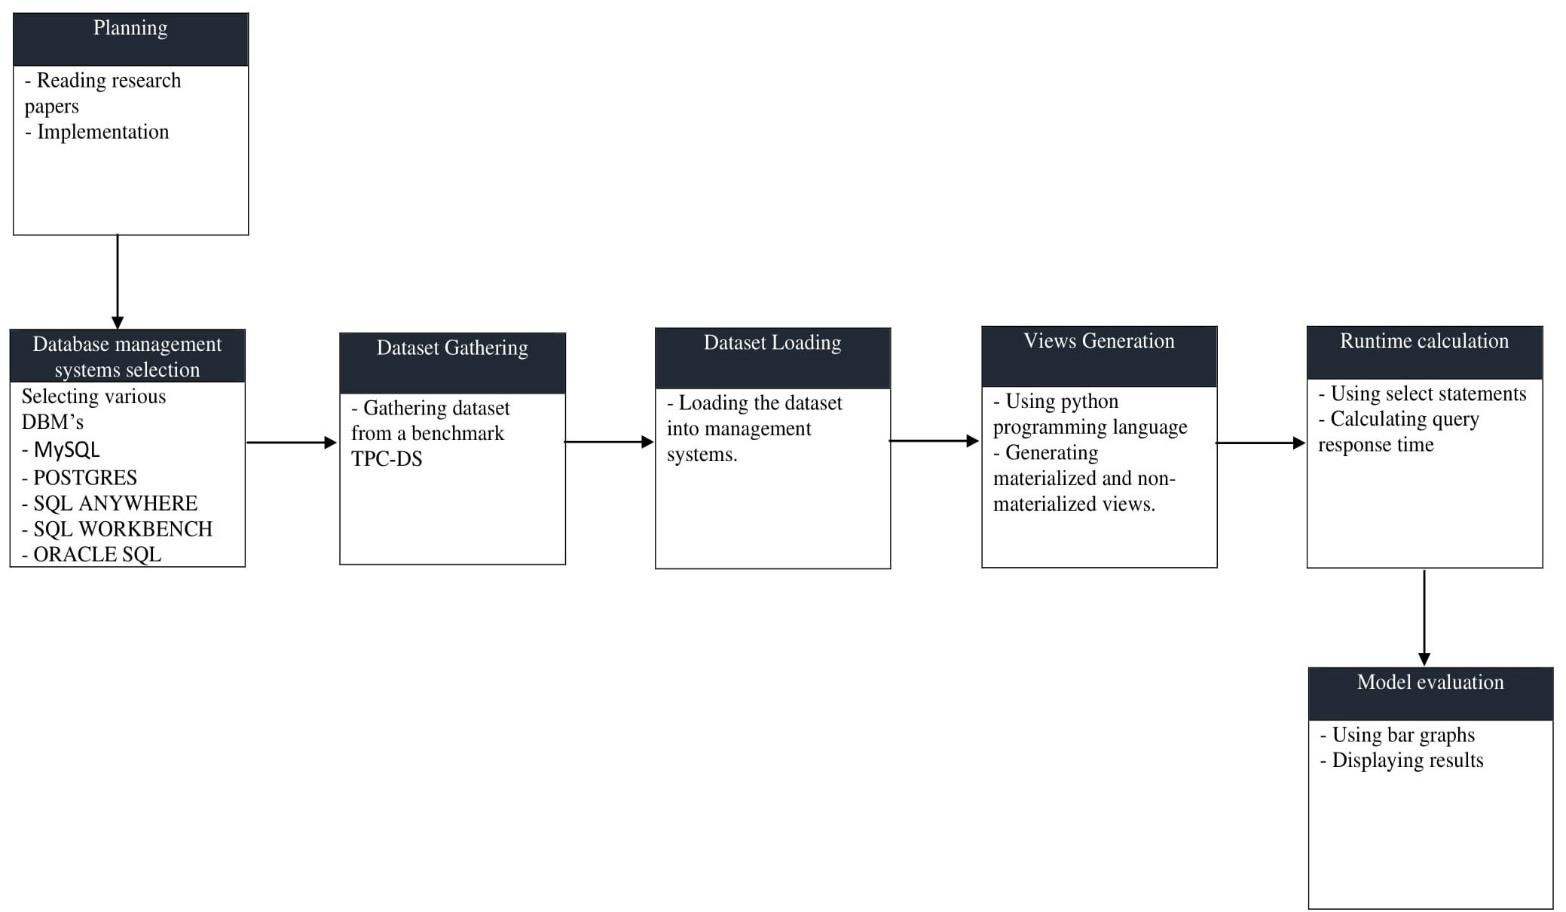 Planning
- Reading research
papers
- Implementation
Database management
systems selection
Selecting various
DBM's
- MySQL
- POSTGRES
- SQL ANYWHERE
- SQL WORKBENCH
- ORACLE SQL
Dataset Gathering
- Gathering dataset
from a benchmark
TPC-DS
Dataset Loading
- Loading the dataset
into management
systems.
Views Generation
- Using python
programming language
- Generating
materialized and non-
materialized views.
Runtime calculation
- Using select statements
- Calculating query
response time
Model evaluation
- Using bar graphs
- Displaying results